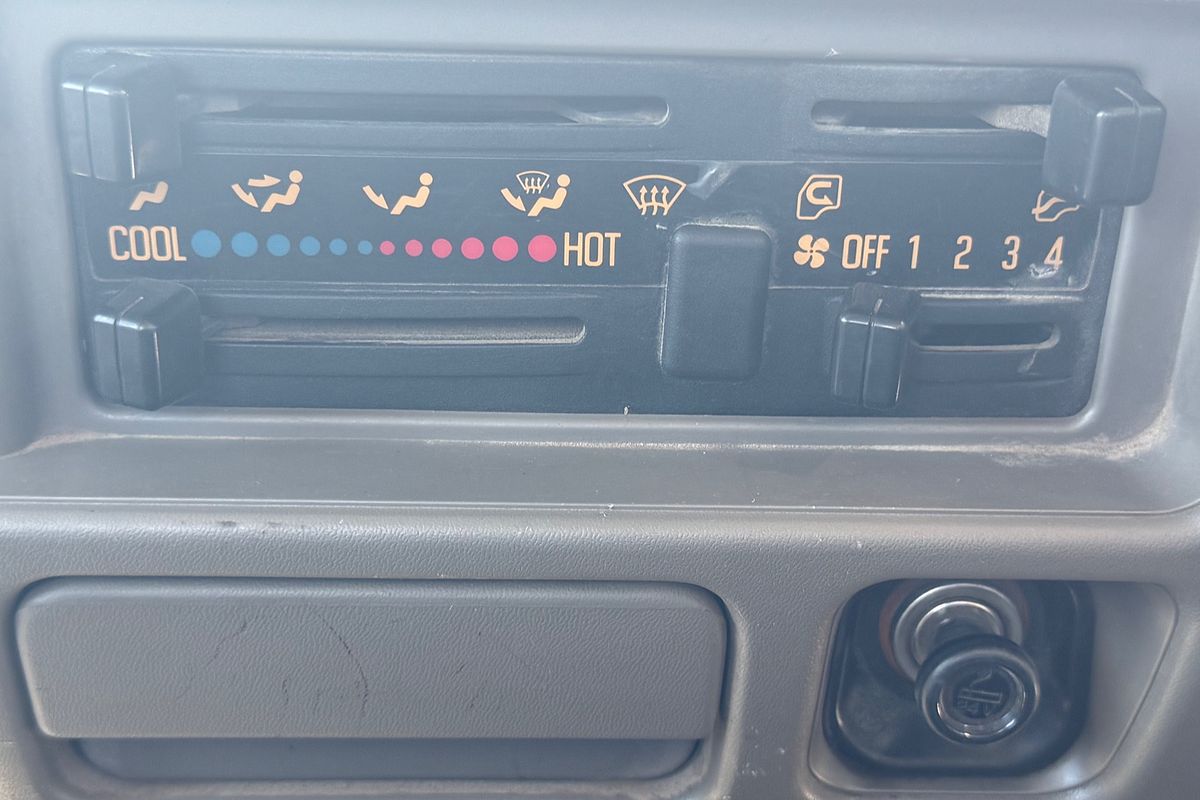 COOL HOT OFF 1 2 3 4